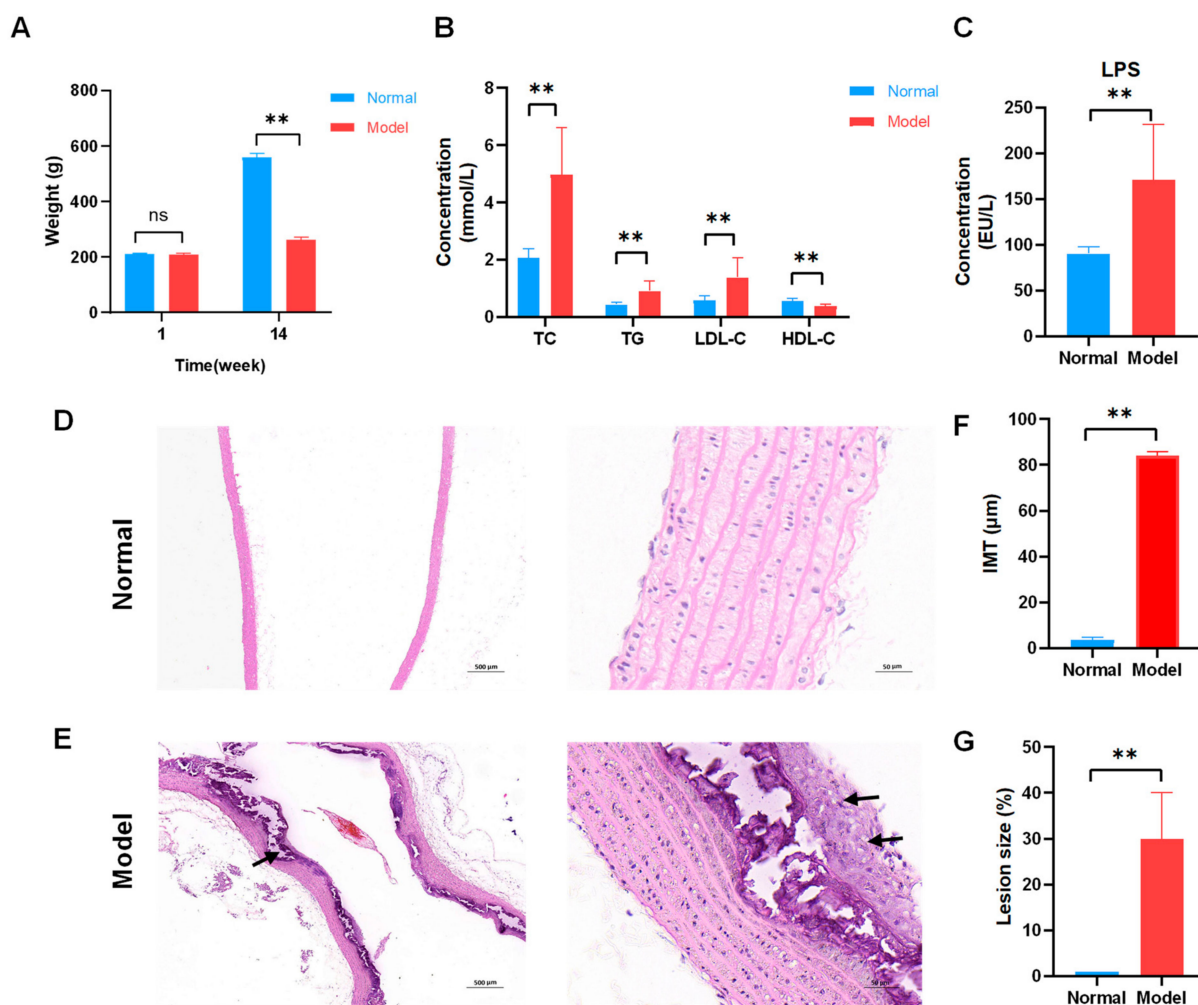 A
Weight (g)
800
600
400
200
0
ns
**
Normal
Model
1
14
Time(week)
B
Concentration
(mmol/L)
8
6
4
2
0
**
**
**
**
Normal
Model
TC
TG
LDL-C
HDL-C
C
LPS
**
Concentration
(EU/L)
250
200
150
100
50
0
Normal
Model
D
Normal
500 μm
50 μm
E
Model
500 μm
50 μm
F
**
IMT (μm)
100
80
60
40
20
0
Normal
Model
G
**
Lesion size (%)
50
40
30
20
10
0
Normal
Model